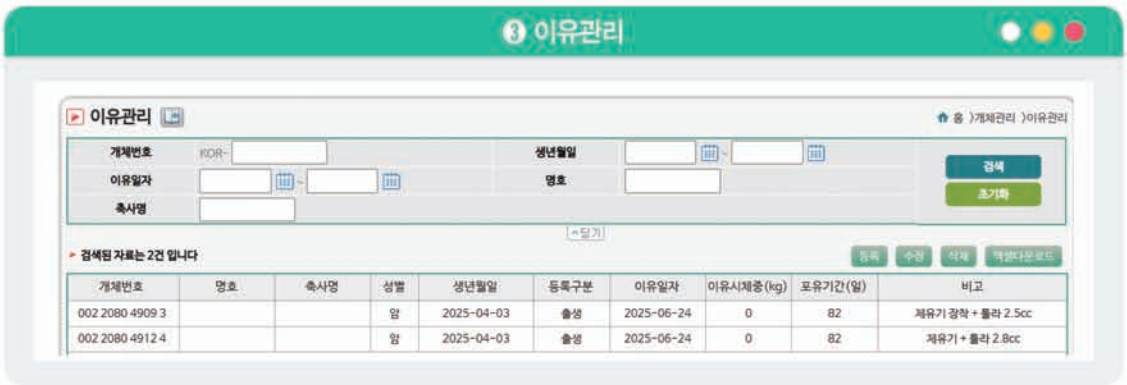 ③ 이유관리
이유관리
홈 〉개체관리 〉이유관리
개체번호 KOR- 생년월일 ~
이유일자 ~ 명호
축사명
검색
초기화
닫기
검색된 자료는 2건 입니다
등록 수정 삭제 엑셀다운로드
개체번호 명호 축사명 성별 생년월일 등록구분 이유일자 이유시체중(kg) 포유기간(일) 비고
002 2080 4909 3 암 2025-04-03 출생 2025-06-24 0 82 제유기 장착 + 툴라 2.5cc
002 2080 4912 4 암 2025-04-03 출생 2025-06-24 0 82 제유기 + 툴라 2.8cc